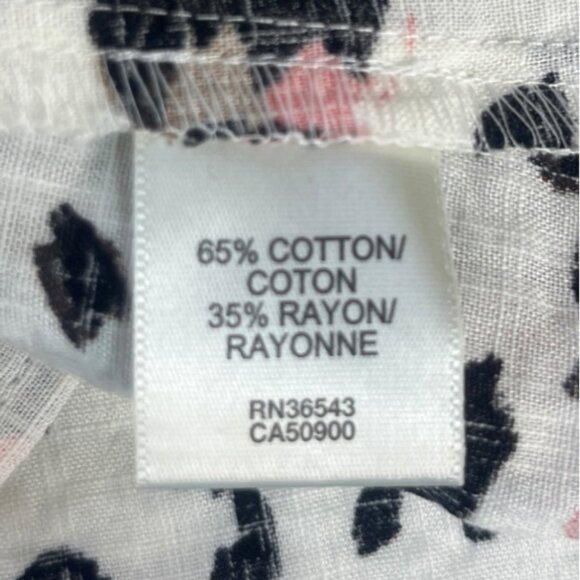 65% COTTON/
COTON
35% RAYON/
RAYONNE
RN36543
CA50900